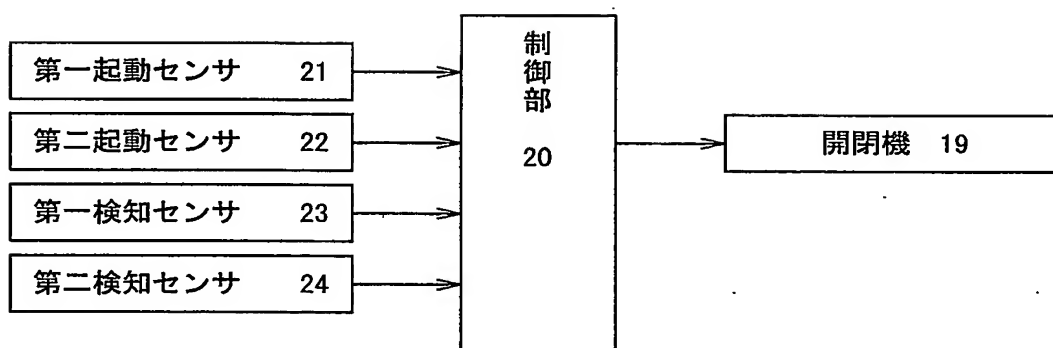 第一起動センサ 21
第二起動センサ 22
第一検知センサ 23
第二検知センサ 24
制御部 20
開閉機 19